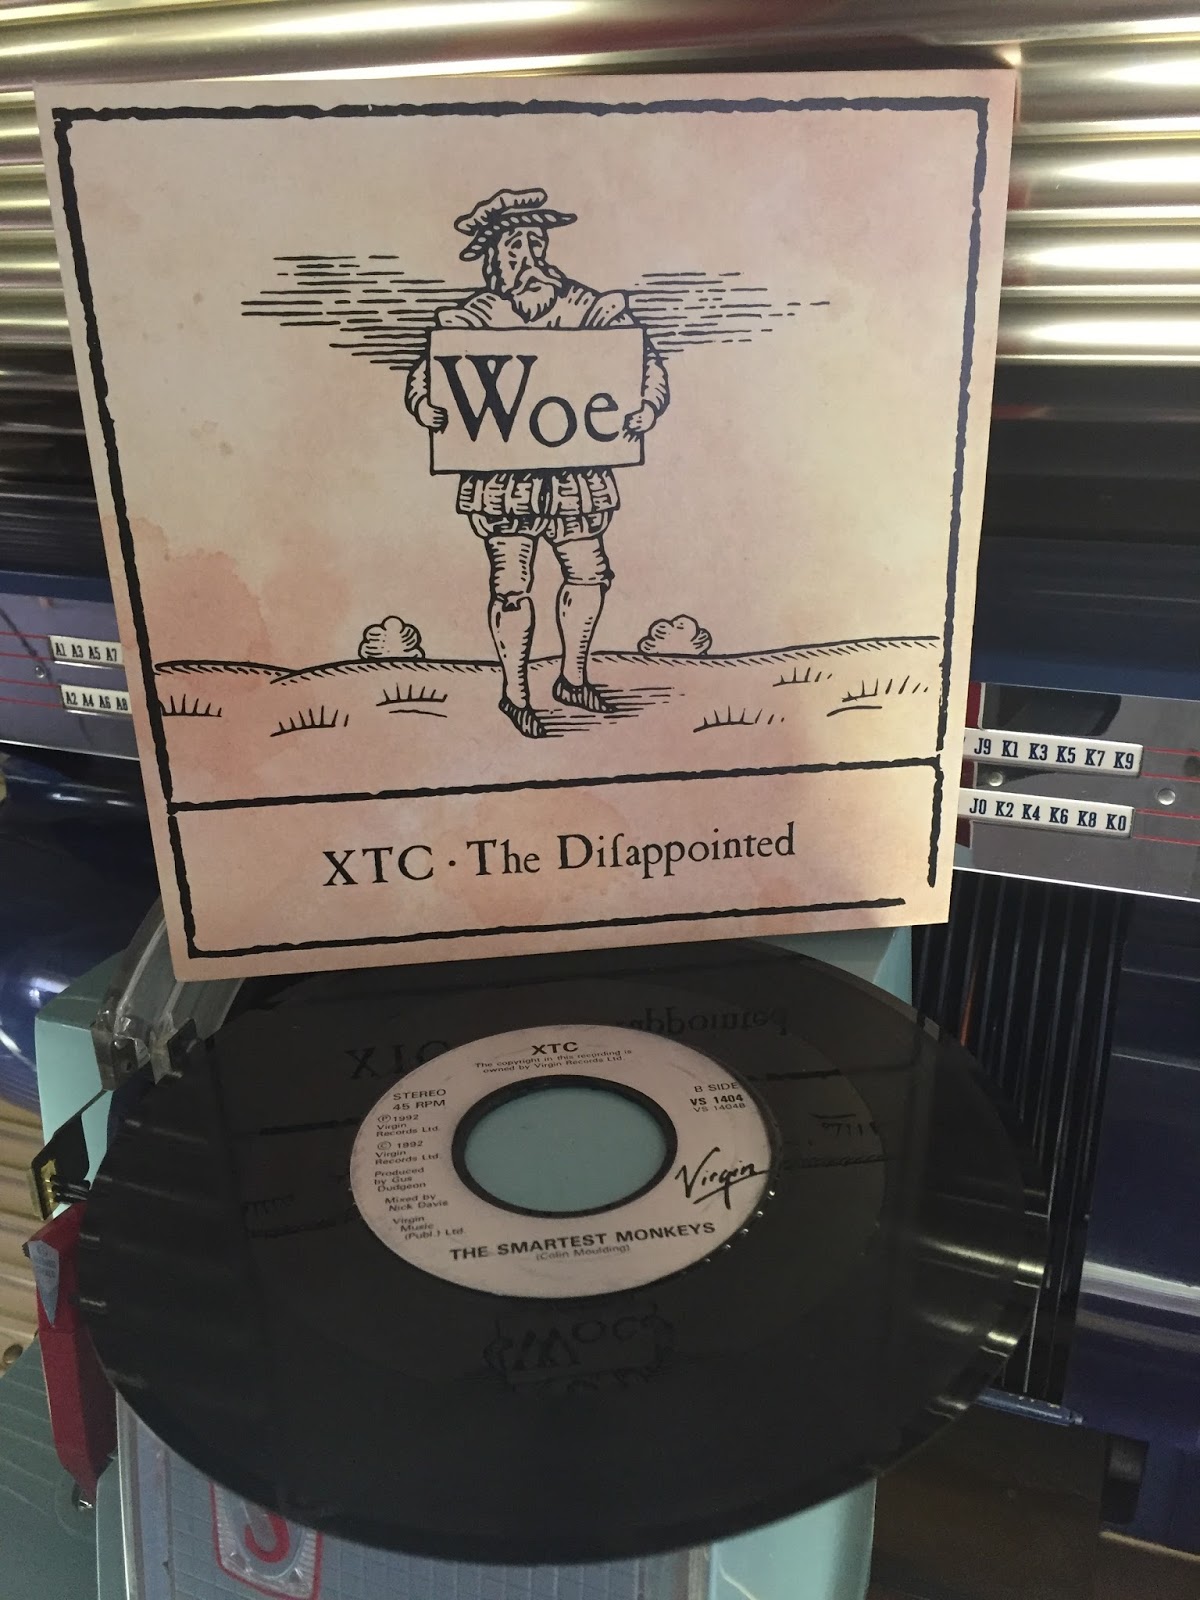 Woe
XTC · The Diſappointed
A1 A3 A5 A7
A2 A4 A6 A8
J9 K1 K3 K5 K7 K9
J0 K2 K4 K6 K8 K0
XTC
The copyright in this recording is
owned by Virgin Records Ltd.
STEREO
45 RPM
Ⓟ 1992
Virgin
Records Ltd.
© 1992
Virgin
Records Ltd.
Produced
by Gus
Dudgeon
Mixed by
Nick Davis
Virgin
Music
(Publ.) Ltd.
B SIDE
VS 1404
VS 1404B
Virgin
THE SMARTEST MONKEYS
(Colin Moulding)